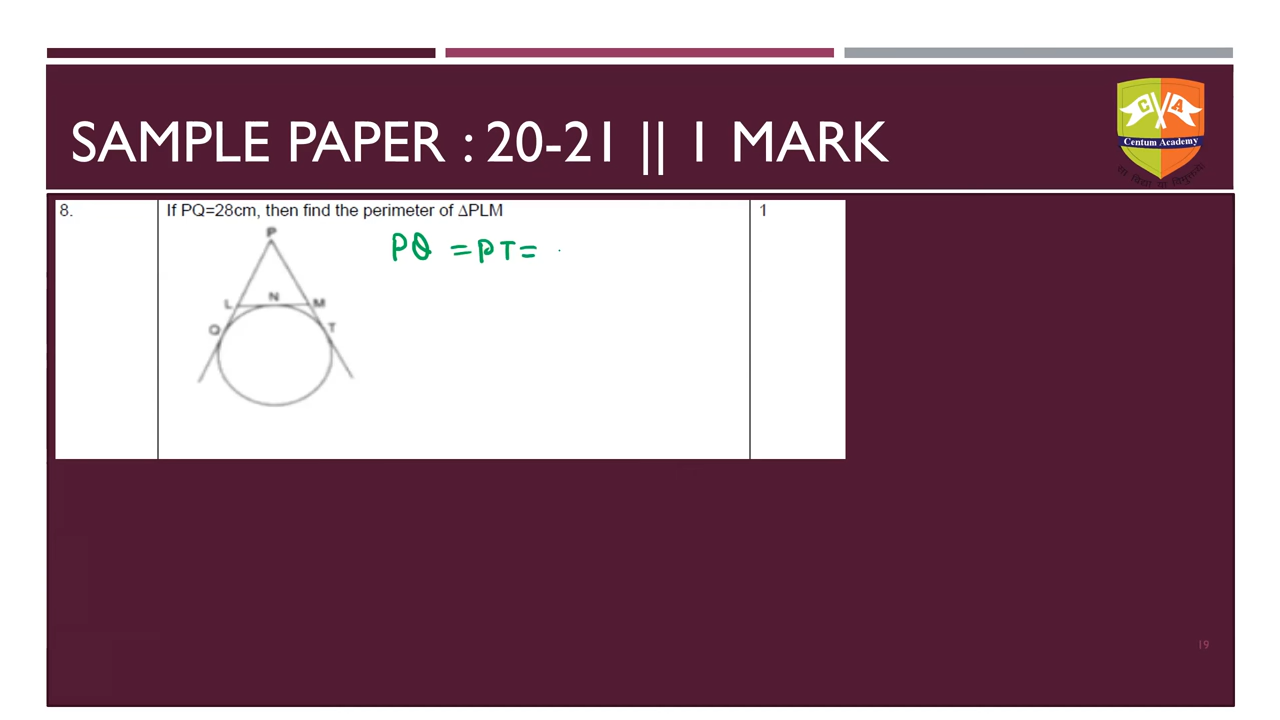 SAMPLE PAPER : 20-21 || 1 MARK
C A
Centum Academy
8. If PQ=28cm, then find the perimeter of ∆PLM 1
PQ = PT =
P
L N M
Q T
19